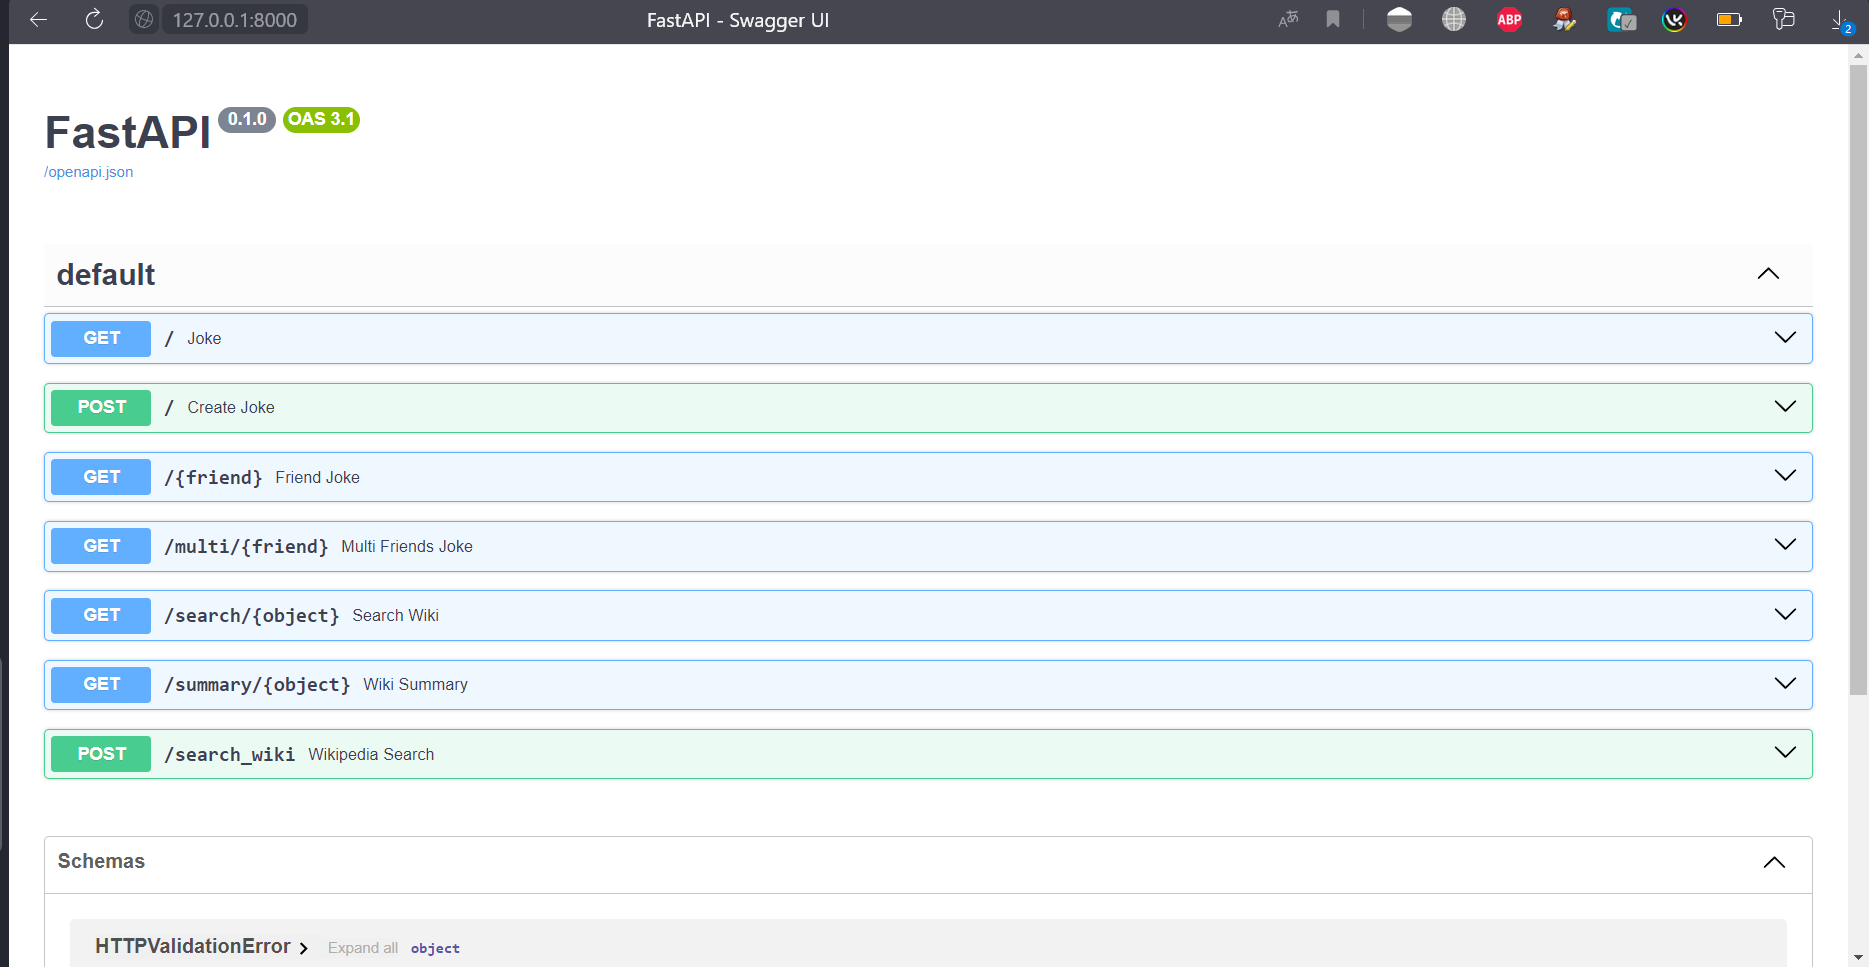 127.0.0.1:8000
FastAPI - Swagger UI
ABP
2
FastAPI 0.1.0 OAS 3.1
/openapi.json
default
GET / Joke
POST / Create Joke
GET /{friend} Friend Joke
GET /multi/{friend} Multi Friends Joke
GET /search/{object} Search Wiki
GET /summary/{object} Wiki Summary
POST /search_wiki Wikipedia Search
Schemas
HTTPValidationError Expand all object